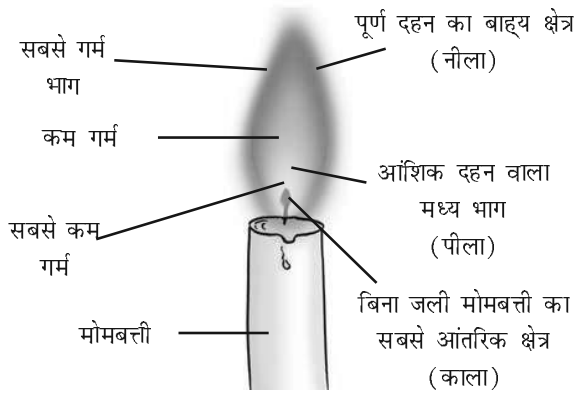 पूर्ण दहन का बाह्य क्षेत्र
(नीला)
सबसे गर्म
भाग
कम गर्म
आंशिक दहन वाला
मध्य भाग
(पीला)
सबसे कम
गर्म
बिना जली मोमबत्ती का
सबसे आंतरिक क्षेत्र
(काला)
मोमबत्ती